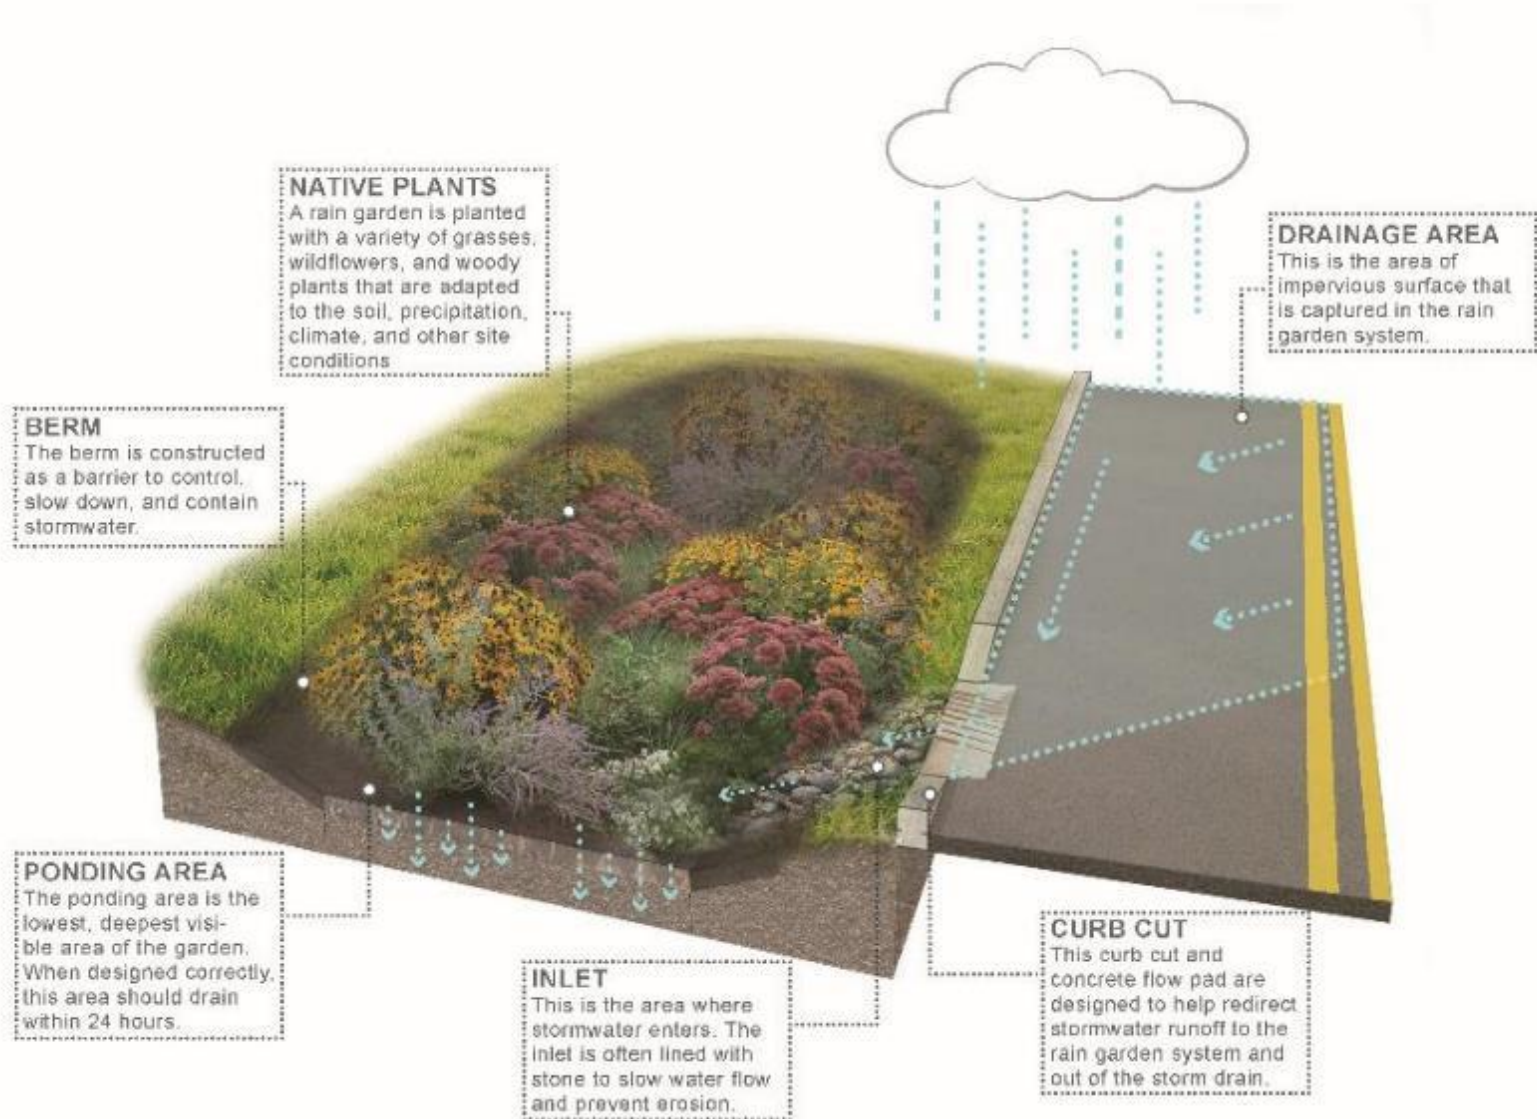 NATIVE PLANTS
A rain garden is planted
with a variety of grasses,
wildflowers, and woody
plants that are adapted
to the soil, precipitation,
climate, and other site
conditions
DRAINAGE AREA
This is the area of
impervious surface that
is captured in the rain
garden system.
BERM
The berm is constructed
as a barrier to control,
slow down, and contain
stormwater.
PONDING AREA
The ponding area is the
lowest, deepest visi-
ble area of the garden.
When designed correctly,
this area should drain
within 24 hours.
INLET
This is the area where
stormwater enters. The
inlet is often lined with
stone to slow water flow
and prevent erosion.
CURB CUT
This curb cut and
concrete flow pad are
designed to help redirect
stormwater runoff to the
rain garden system and
out of the storm drain.